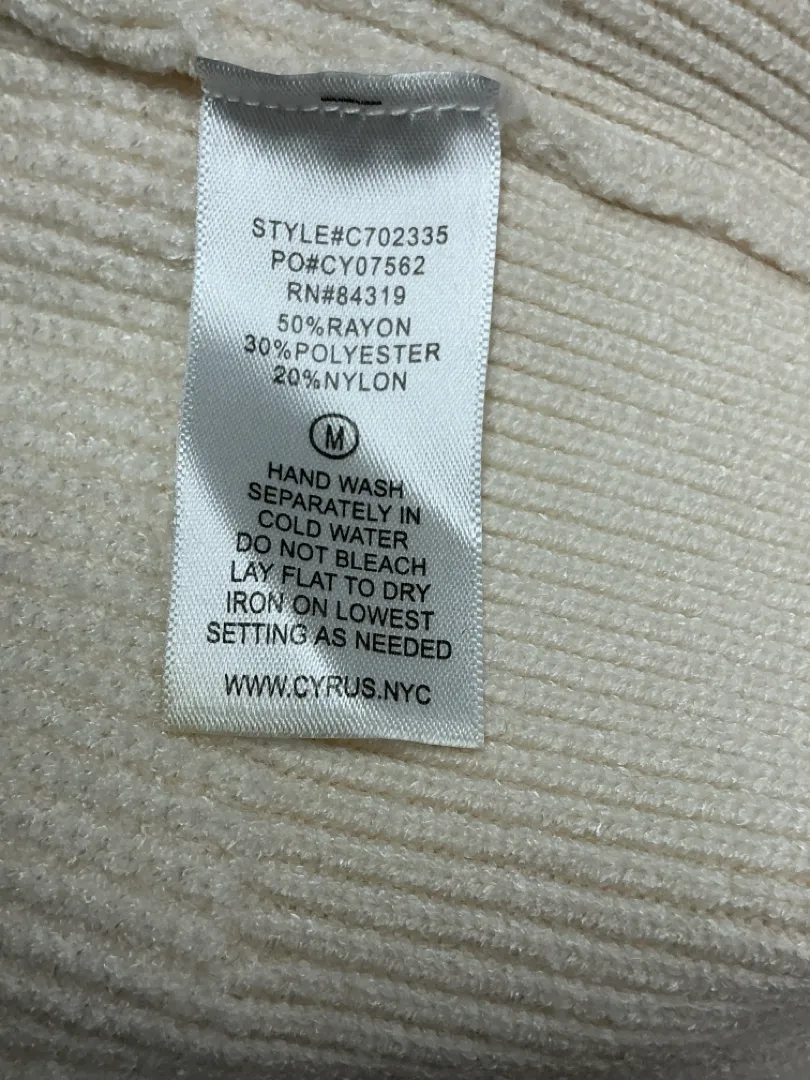 STYLE#C702335
PO#CY07562
RN#84319
50%RAYON
30%POLYESTER
20%NYLON
M
HAND WASH
SEPARATELY IN
COLD WATER
DO NOT BLEACH
LAY FLAT TO DRY
IRON ON LOWEST
SETTING AS NEEDED
WWW.CYRUS.NYC